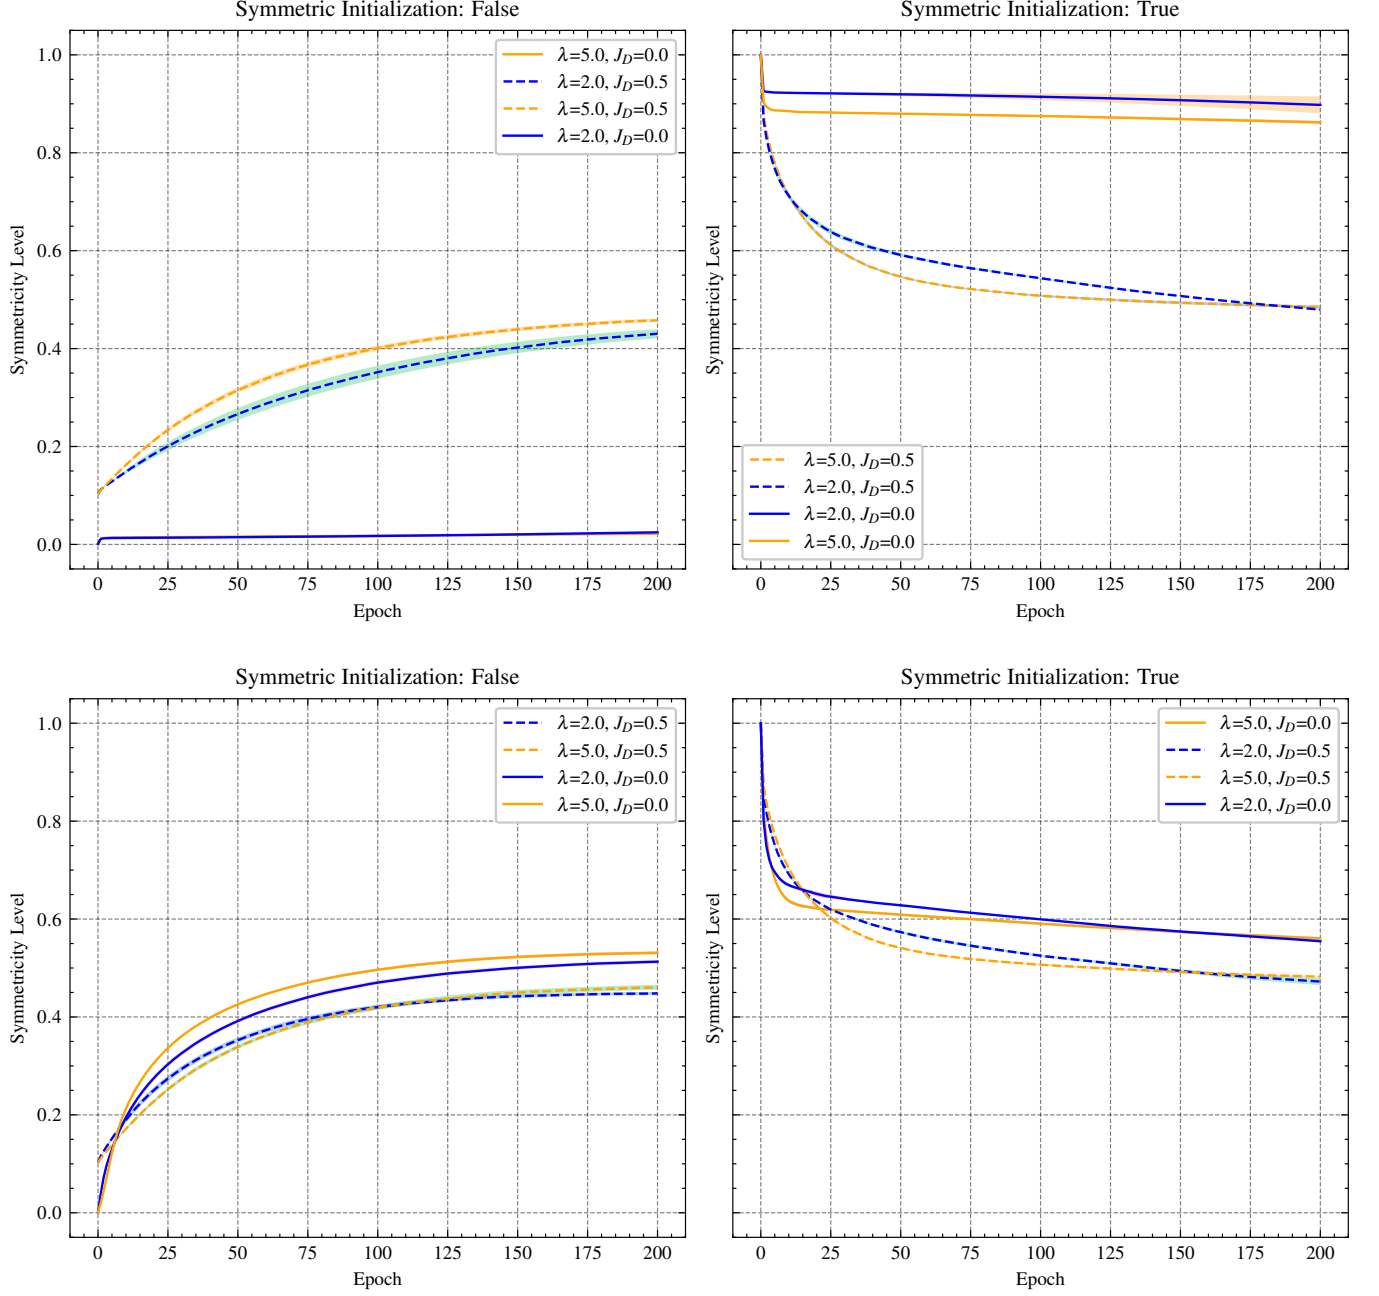 Symmetric Initialization: False
Symmetricity Level
1.0
0.8
0.6
0.4
0.2
0.0
λ=5.0, J_D=0.0
λ=2.0, J_D=0.5
λ=5.0, J_D=0.5
λ=2.0, J_D=0.0
0 25 50 75 100 125 150 175 200
Epoch
Symmetric Initialization: True
Symmetricity Level
λ=5.0, J_D=0.5
λ=2.0, J_D=0.5
λ=2.0, J_D=0.0
λ=5.0, J_D=0.0
0 25 50 75 100 125 150 175 200
Epoch
Symmetric Initialization: False
Symmetricity Level
1.0
0.8
0.6
0.4
0.2
0.0
λ=2.0, J_D=0.5
λ=5.0, J_D=0.5
λ=2.0, J_D=0.0
λ=5.0, J_D=0.0
0 25 50 75 100 125 150 175 200
Epoch
Symmetric Initialization: True
Symmetricity Level
λ=5.0, J_D=0.0
λ=2.0, J_D=0.5
λ=5.0, J_D=0.5
λ=2.0, J_D=0.0
0 25 50 75 100 125 150 175 200
Epoch